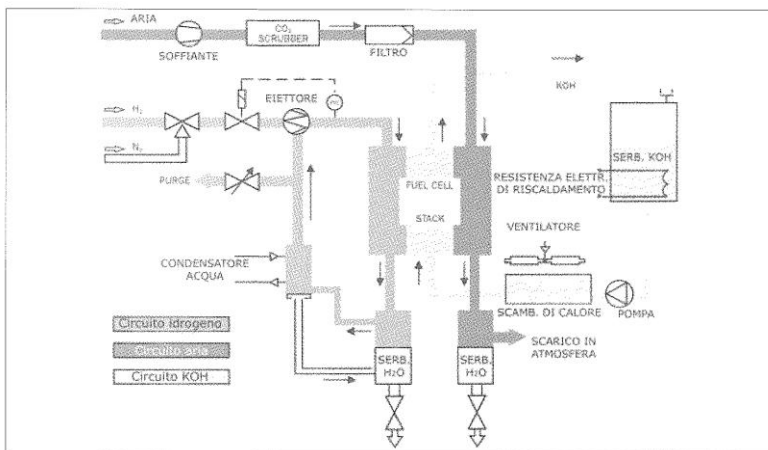 ARIA
SOFFIANTE
CO₂
SCRUBBER
FILTRO
KOH
H₂
EIETTORE
N₂
PURGE
FUEL CELL
STACK
SERB. KOH
RESISTENZA ELETTR.
DI RISCALDAMENTO
VENTILATORE
CONDENSATORE
ACQUA
SCAMB. DI CALORE
POMPA
Circuito idrogeno
Circuito aria
Circuito KOH
SERB.
H₂O
SERB.
H₂O
SCARICO IN
ATMOSFERA